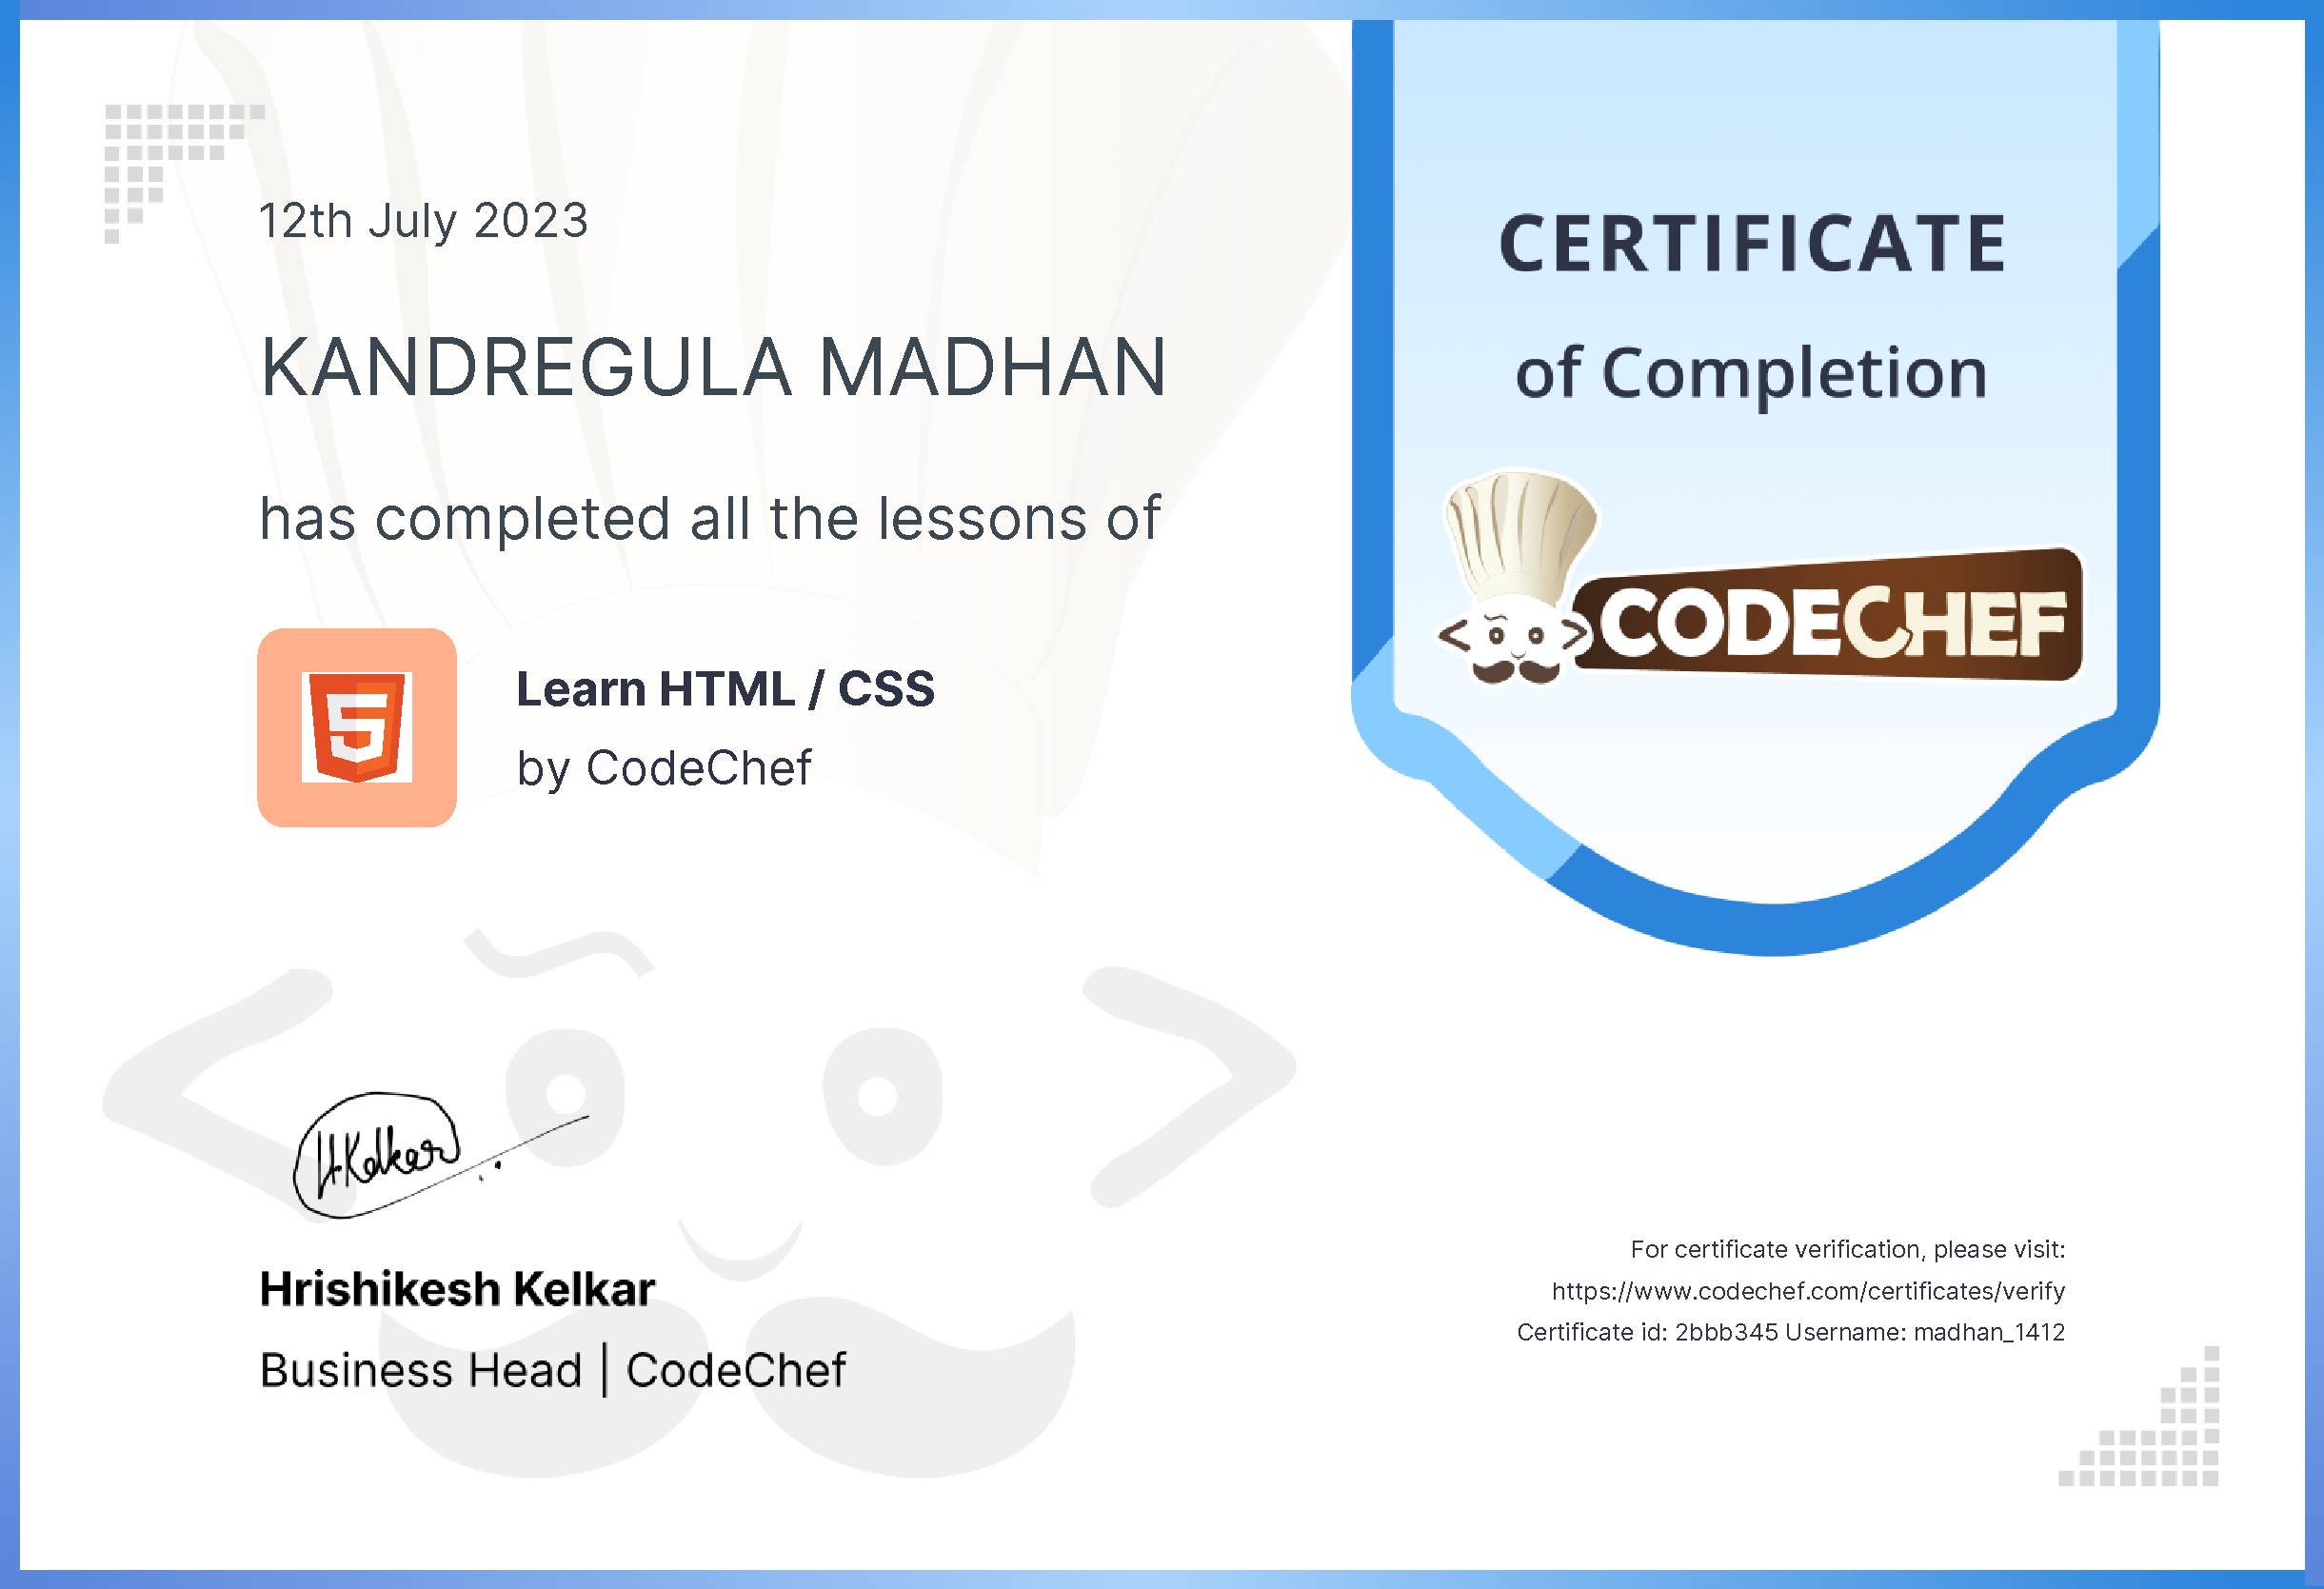 12th July 2023
KANDREGULA MADHAN
has completed all the lessons of
Learn HTML / CSS
by CodeChef
H Kelkar
Hrishikesh Kelkar
Business Head | CodeChef
CERTIFICATE
of Completion
CODECHEF
For certificate verification, please visit:
https://www.codechef.com/certificates/verify
Certificate id: 2bbb345 Username: madhan_1412